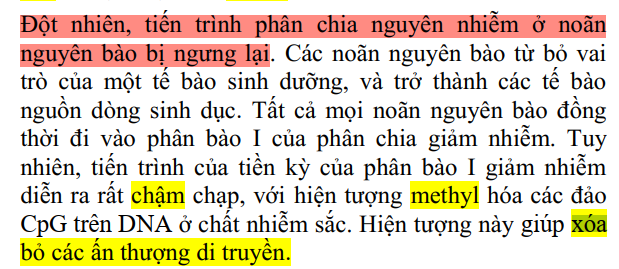 Đột nhiên, tiến trình phân chia nguyên nhiễm ở noãn
nguyên bào bị ngưng lại. Các noãn nguyên bào từ bỏ vai
trò của một tế bào sinh dưỡng, và trở thành các tế bào
nguồn dòng sinh dục. Tất cả mọi noãn nguyên bào đồng
thời đi vào phân bào I của phân chia giảm nhiễm. Tuy
nhiên, tiến trình của tiền kỳ của phân bào I giảm nhiễm
diễn ra rất chậm chạp, với hiện tượng methyl hóa các đảo
CpG trên DNA ở chất nhiễm sắc. Hiện tượng này giúp xóa
bỏ các ấn thượng di truyền.